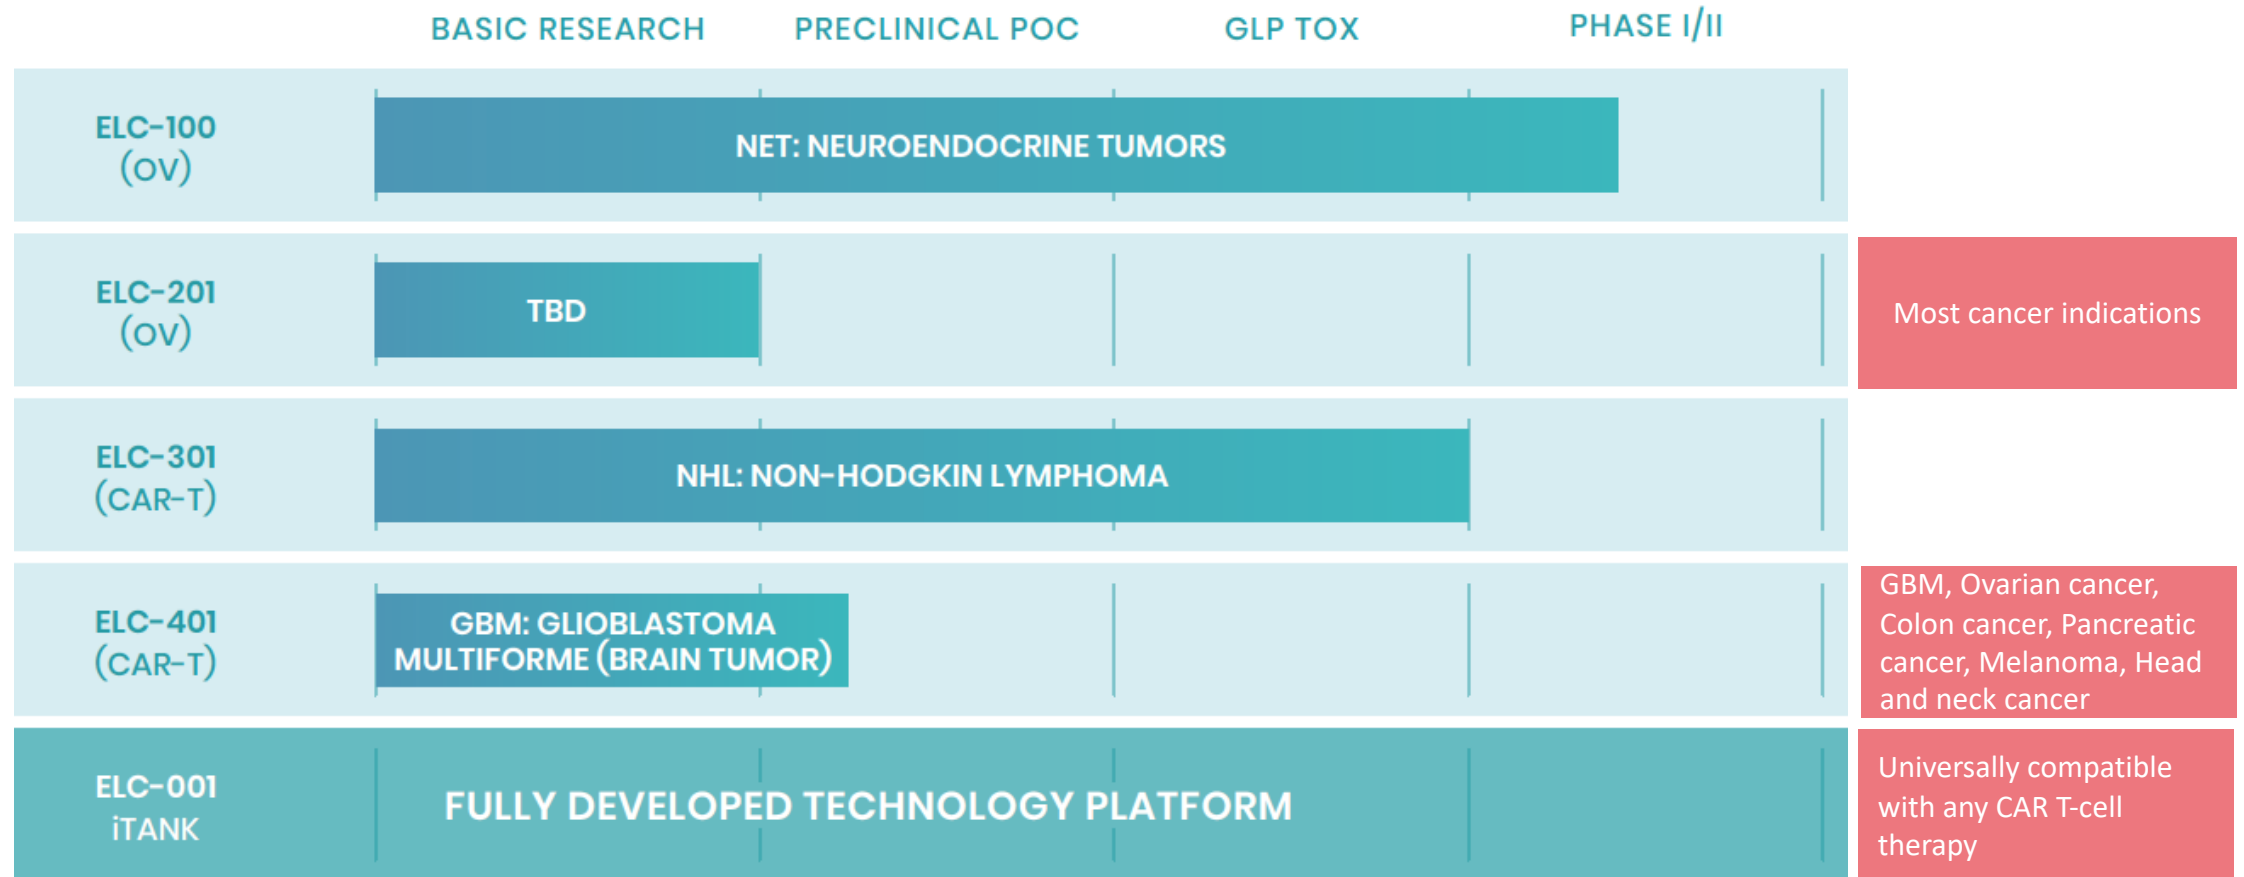 BASIC RESEARCH
PRECLINICAL POC
GLP TOX
PHASE I/II
ELC-100
(OV)
NET: NEUROENDOCRINE TUMORS
ELC-201
(OV)
TBD
Most cancer indications
ELC-301
(CAR-T)
NHL: NON-HODGKIN LYMPHOMA
ELC-401
(CAR-T)
GBM: GLIOBLASTOMA
MULTIFORME (BRAIN TUMOR)
GBM, Ovarian cancer,
Colon cancer, Pancreatic
cancer, Melanoma, Head
and neck cancer
ELC-001
iTANK
FULLY DEVELOPED TECHNOLOGY PLATFORM
Universally compatible
with any CAR T-cell
therapy